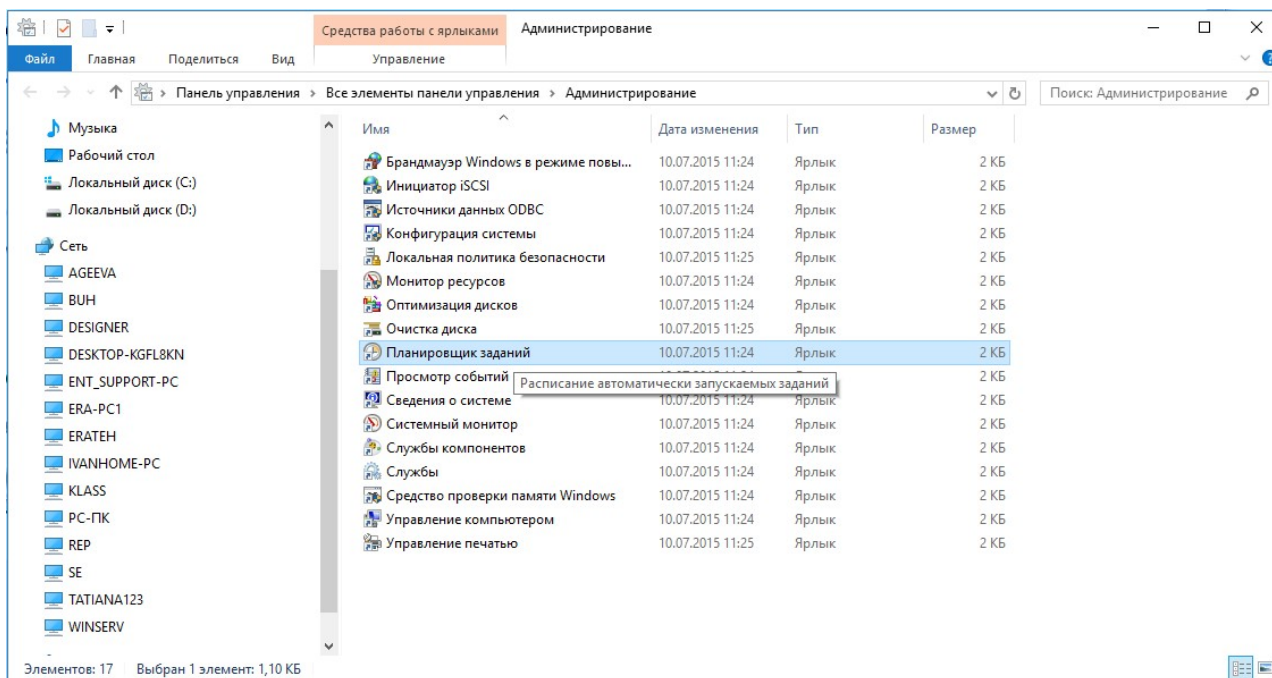 Средства работы с ярлыками Администрирование
Файл Главная Поделиться Вид Управление
Панель управления > Все элементы панели управления > Администрирование Поиск: Администрирование
Музыка
Рабочий стол
Локальный диск (C:)
Локальный диск (D:)
Сеть
AGEEVA
BUH
DESIGNER
DESKTOP-KGFL8KN
ENT_SUPPORT-PC
ERA-PC1
ERATEH
IVANHOME-PC
KLASS
PC-ПК
REP
SE
TATIANA123
WINSERV
Имя Дата изменения Тип Размер
Брандмауэр Windows в режиме повы... 10.07.2015 11:24 Ярлык 2 КБ
Инициатор iSCSI 10.07.2015 11:24 Ярлык 2 КБ
Источники данных ODBC 10.07.2015 11:24 Ярлык 2 КБ
Конфигурация системы 10.07.2015 11:24 Ярлык 2 КБ
Локальная политика безопасности 10.07.2015 11:25 Ярлык 2 КБ
Монитор ресурсов 10.07.2015 11:24 Ярлык 2 КБ
Оптимизация дисков 10.07.2015 11:24 Ярлык 2 КБ
Очистка диска 10.07.2015 11:25 Ярлык 2 КБ
Планировщик заданий 10.07.2015 11:24 Ярлык 2 КБ
Просмотр событий 2 КБ
Расписание автоматически запускаемых заданий
Сведения о системе 10.07.2015 11:24 Ярлык 2 КБ
Системный монитор 10.07.2015 11:24 Ярлык 2 КБ
Службы компонентов 10.07.2015 11:24 Ярлык 2 КБ
Службы 10.07.2015 11:24 Ярлык 2 КБ
Средство проверки памяти Windows 10.07.2015 11:24 Ярлык 2 КБ
Управление компьютером 10.07.2015 11:24 Ярлык 2 КБ
Управление печатью 10.07.2015 11:25 Ярлык 2 КБ
Элементов: 17 Выбран 1 элемент: 1,10 КБ